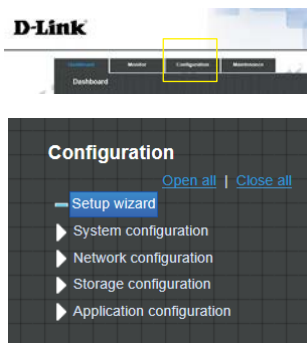 D-Link
Dashboard Monitor Configuration Maintenance
Dashboard
Configuration
Open all | Close all
Setup wizard
System configuration
Network configuration
Storage configuration
Application configuration